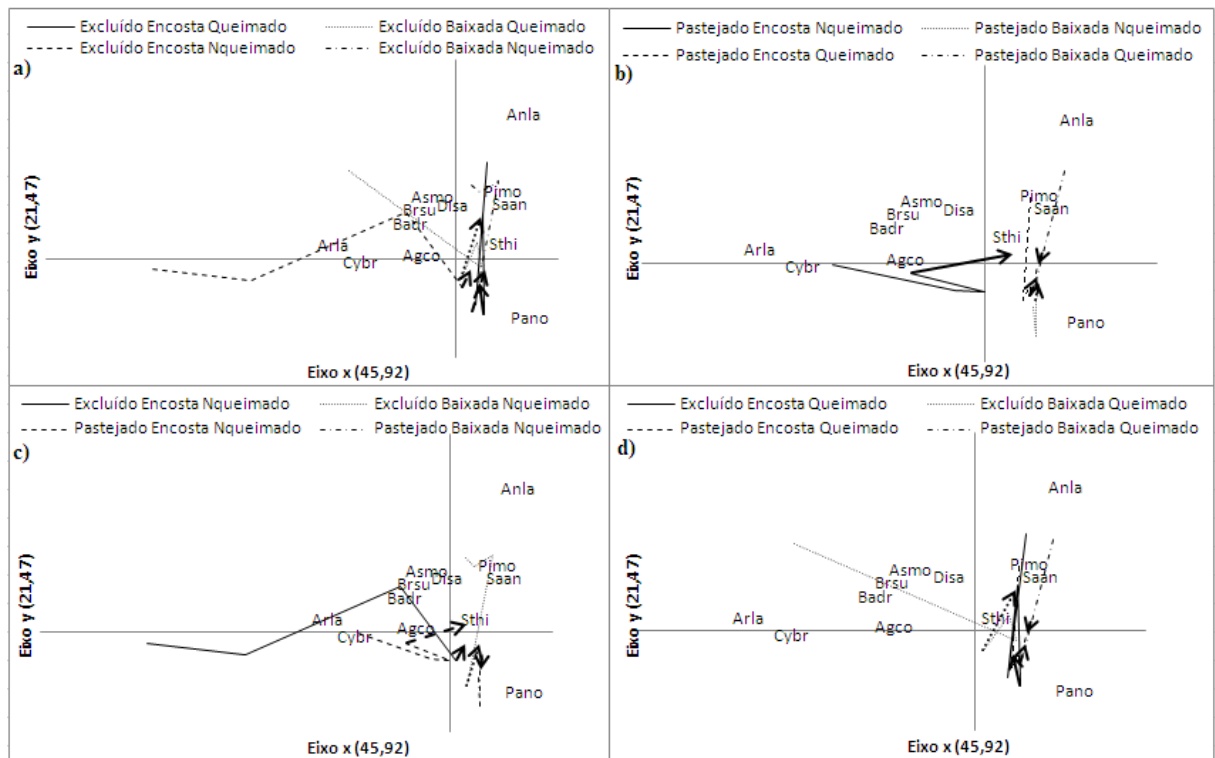 Excluído Encosta Queimado Excluído Baixada Queimado
Excluído Encosta Nqueimado Excluído Baixada Nqueimado
a)
Anla
Pimo
Asmo
Brsu Disa Saan
Badr
Arla Sthi
Cybr Agco
Pano
Eixo y (21,47)
Eixo x (45,92)
Pastejado Encosta Nqueimado Pastejado Baixada Nqueimado
Pastejado Encosta Queimado Pastejado Baixada Queimado
b)
Anla
Pimo
Asmo Saan
Brsu Disa
Badr
Sthi
Arla
Cybr Agco
Pano
Eixo y (21,47)
Eixo x (45,92)
Excluído Encosta Nqueimado Excluído Baixada Nqueimado
Pastejado Encosta Nqueimado Pastejado Baixada Nqueimado
c)
Anla
Pimo
Asmo Saan
Brsu Disa
Badr
Arla Sthi
Cybr Agco
Pano
Eixo y (21,47)
Eixo x (45,92)
Excluído Encosta Queimado Excluído Baixada Queimado
Pastejado Encosta Queimado Pastejado Baixada Queimado
d)
Anla
Pimo
Asmo Saan
Brsu Disa
Badr
Arla Sthi
Cybr Agco
Pano
Eixo y (21,47)
Eixo x (45,92)